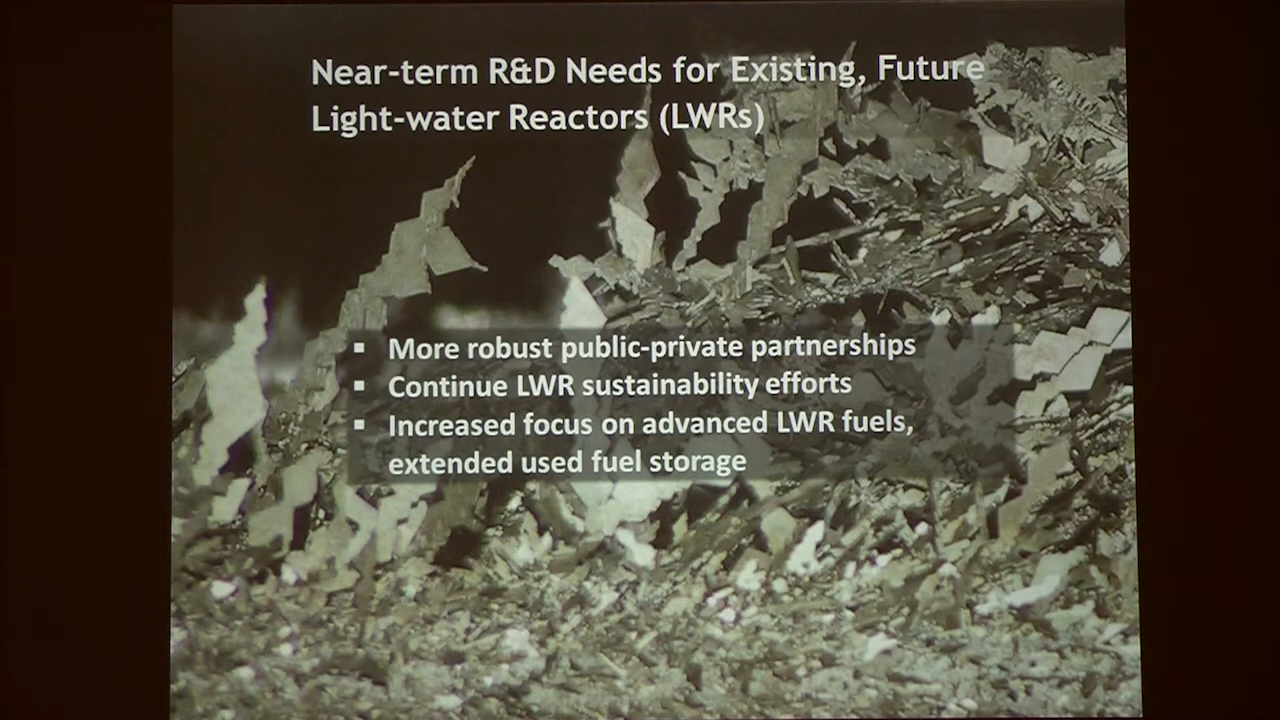 Near-term R&D Needs for Existing, Future
Light-water Reactors (LWRs)
▪ More robust public-private partnerships
▪ Continue LWR sustainability efforts
▪ Increased focus on advanced LWR fuels,
extended used fuel storage